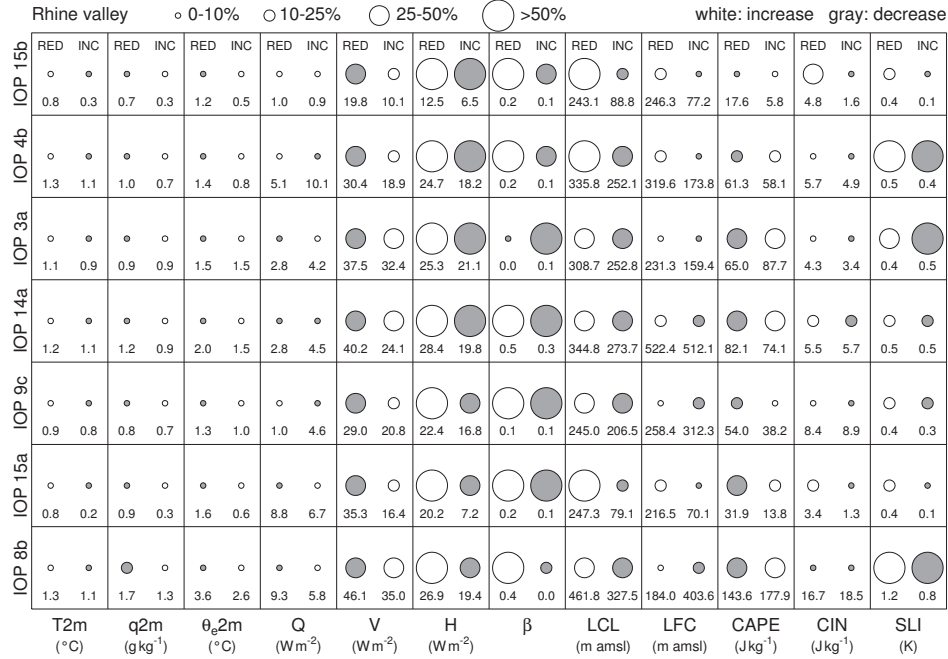 Rhine valley 0-10% 10-25% 25-50% >50% white: increase gray: decrease
RED INC RED INC RED INC RED INC RED INC RED INC RED INC RED INC RED INC RED INC RED INC RED INC
IOP 15b
0.8 0.3 0.7 0.3 1.2 0.5 1.0 0.9 19.8 10.1 12.5 6.5 0.2 0.1 243.1 88.8 246.3 77.2 17.6 5.8 4.8 1.6 0.4 0.1
IOP 4b
1.3 1.1 1.0 0.7 1.4 0.8 5.1 10.1 30.4 18.9 24.7 18.2 0.2 0.1 335.8 252.1 319.6 173.8 61.3 58.1 5.7 4.9 0.5 0.4
IOP 3a
1.1 0.9 0.9 0.9 1.5 1.5 2.8 4.2 37.5 32.4 25.3 21.1 0.0 0.1 308.7 252.8 231.3 159.4 65.0 87.7 4.3 3.4 0.4 0.5
IOP 14a
1.2 1.1 1.2 0.9 2.0 1.5 2.8 4.5 40.2 24.1 28.4 19.8 0.5 0.3 344.8 273.7 522.4 512.1 82.1 74.1 5.5 5.7 0.5 0.5
IOP 9c
0.9 0.8 0.8 0.7 1.3 1.0 1.0 4.6 29.0 20.8 22.4 16.8 0.1 0.1 245.0 206.5 258.4 312.3 54.0 38.2 8.4 8.9 0.4 0.3
IOP 15a
0.8 0.2 0.9 0.3 1.6 0.6 8.8 6.7 35.3 16.4 20.2 7.2 0.2 0.1 247.3 79.1 216.5 70.1 31.9 13.8 3.4 1.3 0.4 0.1
IOP 8b
1.3 1.1 1.7 1.3 3.6 2.6 9.3 5.8 46.1 35.0 26.9 19.4 0.4 0.0 461.8 327.5 184.0 403.6 143.6 177.9 16.7 18.5 1.2 0.8
T2m q2m θe2m Q V H β LCL LFC CAPE CIN SLI
(°C) (g kg⁻¹) (°C) (W m⁻²) (W m⁻²) (W m⁻²) (m amsl) (m amsl) (J kg⁻¹) (J kg⁻¹) (K)